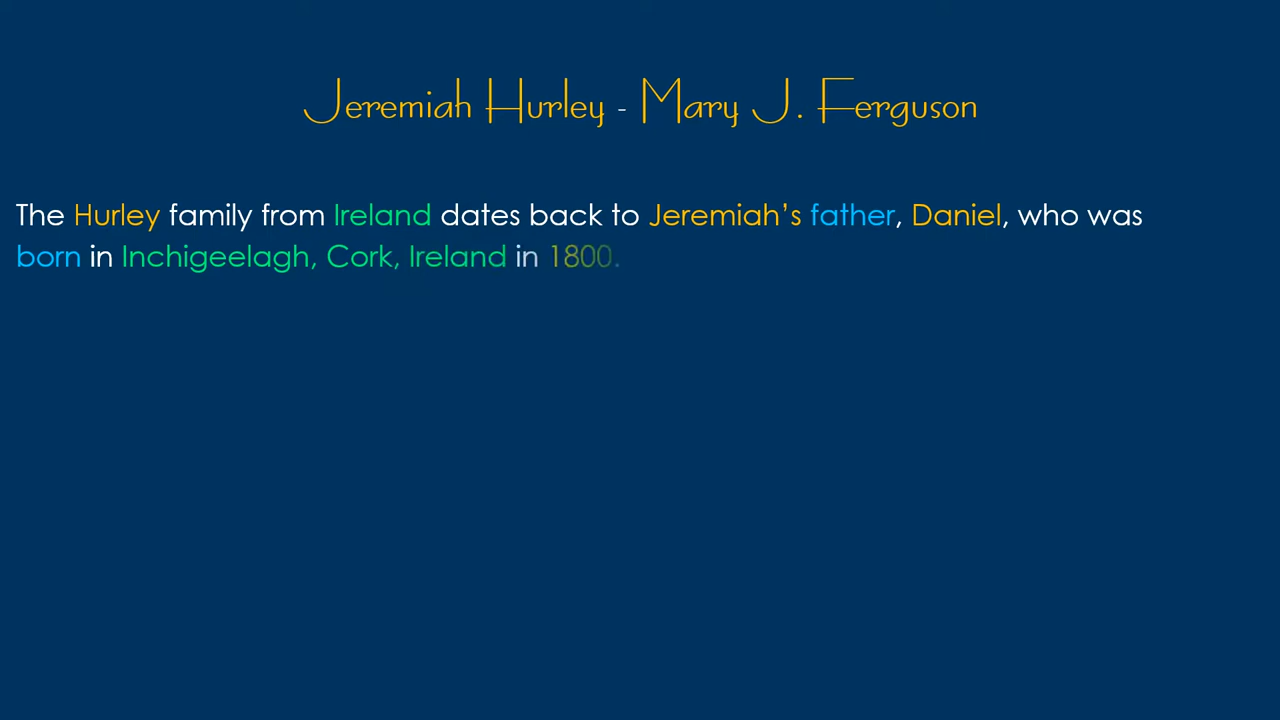 Jeremiah Hurley - Mary J. Ferguson
The Hurley family from Ireland dates back to Jeremiah’s father, Daniel, who was
born in Inchigeelagh, Cork, Ireland in 1800.